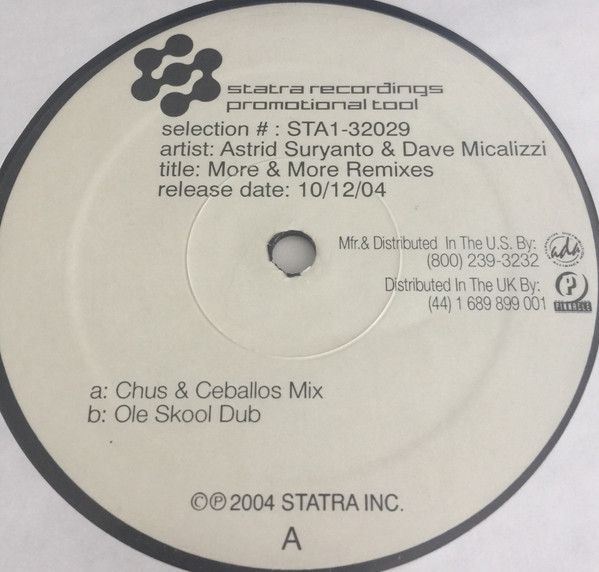 statra recordings
promotional tool
selection # : STA1-32029
artist: Astrid Suryanto & Dave Micalizzi
title: More & More Remixes
release date: 10/12/04
Mfr.& Distributed In The U.S. By:
ada
(800) 239-3232
Distributed In The UK By:
P
(44) 1 689 899 001
PINNACLE
a: Chus & Ceballos Mix
b: Ole Skool Dub
©℗ 2004 STATRA INC.
A